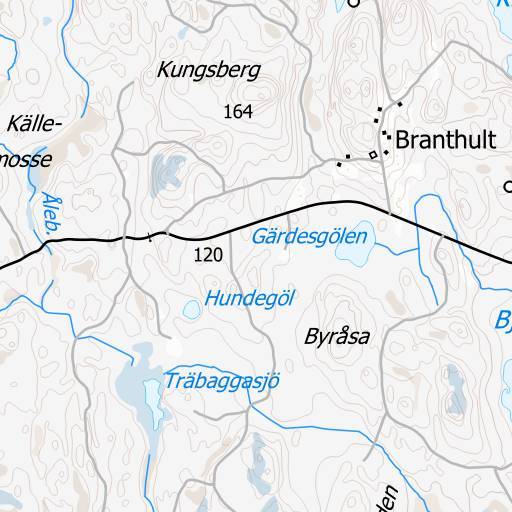 Kungsberg
164
Källe-
mosse
Branthult
Åleb.
Gärdesgölen
120
Hundegöl
Byråsa
Träbaggasjö